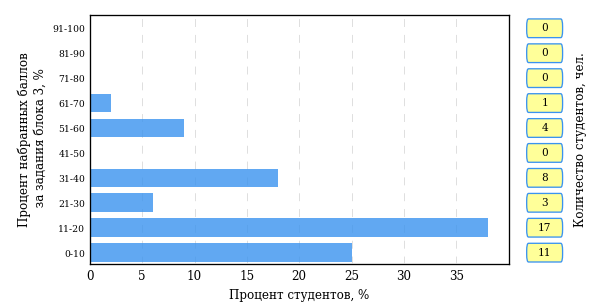 Процент набранных баллов
за задания блока 3, %
91-100 0
81-90 0
71-80 0
61-70 1
51-60 4
41-50 0
31-40 8
21-30 3
11-20 17
0-10 11
0 5 10 15 20 25 30 35
Процент студентов, %
Количество студентов, чел.